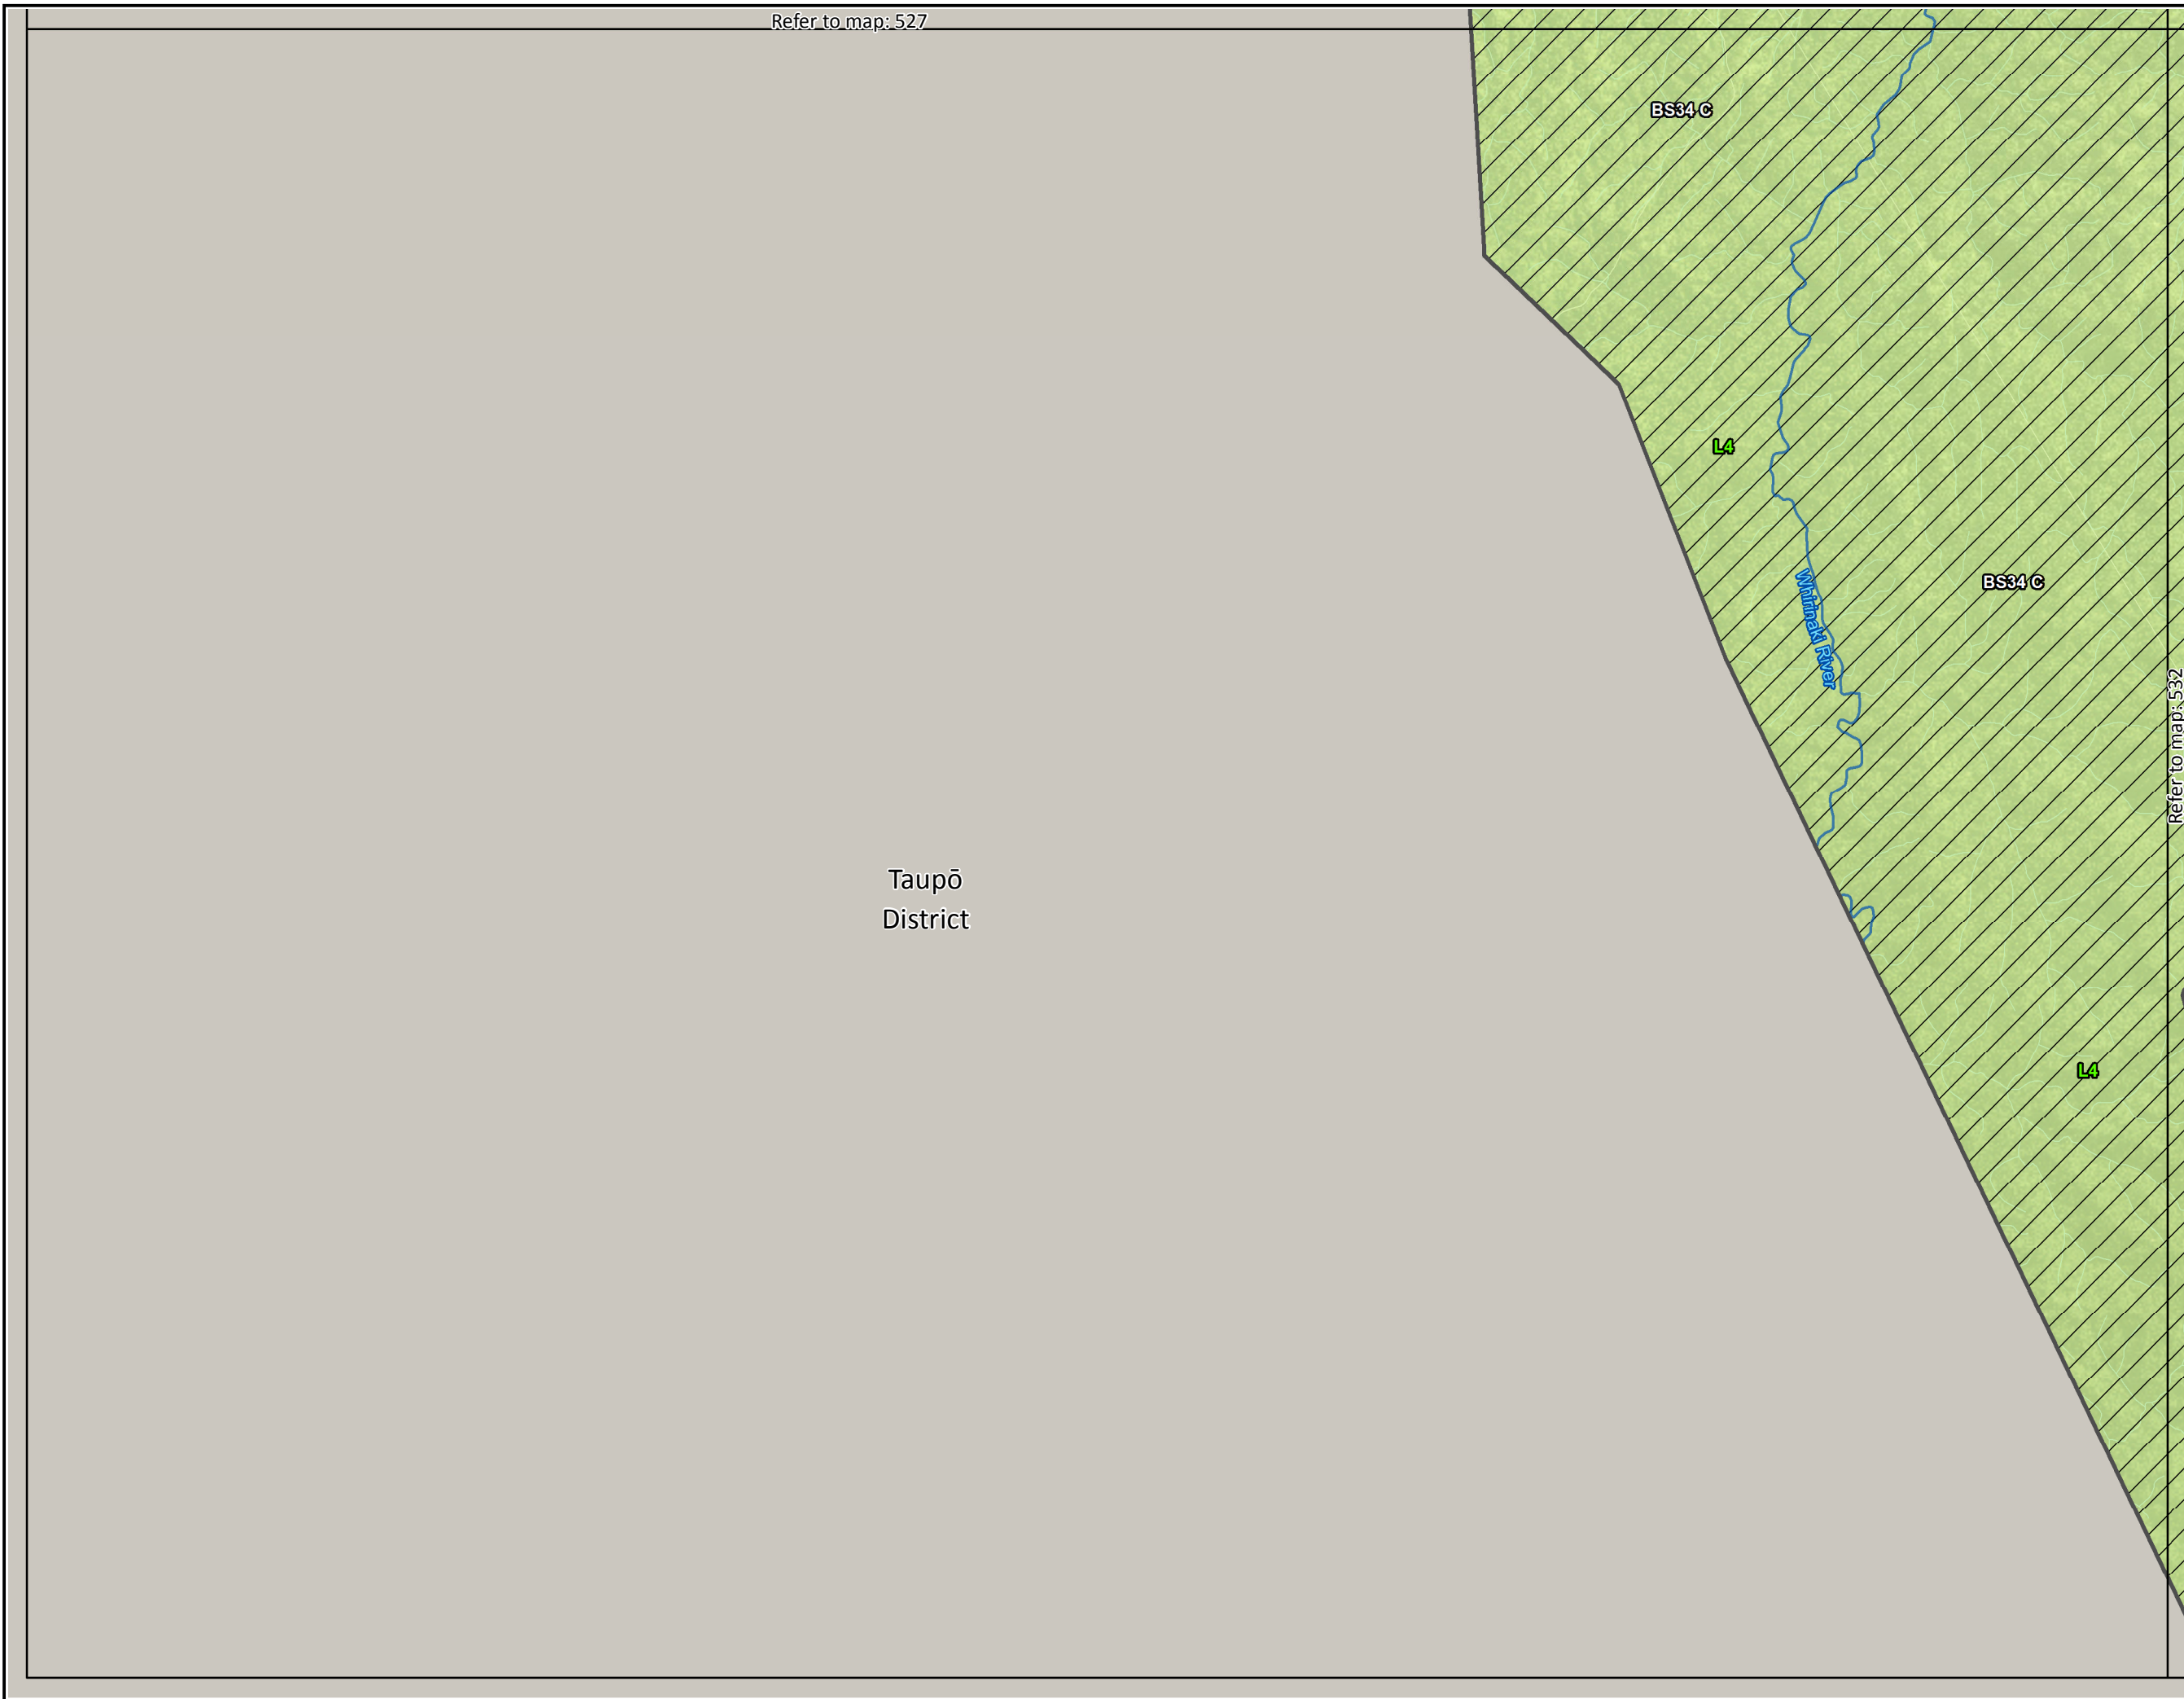 Refer to map: 527
BS34 C
L4
Whirinaki River
BS34 C
Refer to map: 532
Taupō
District
L4